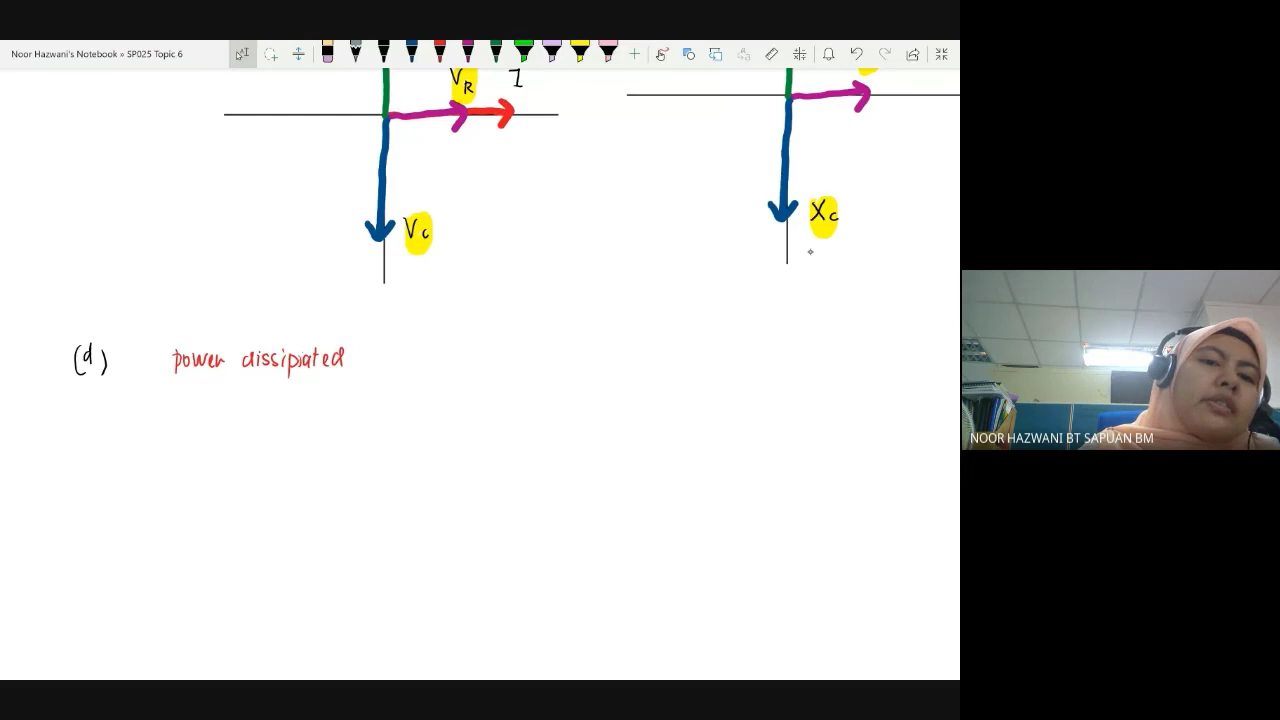 Noor Hazwani's Notebook » SP025 Topic 6
VR I
VC XC
(d) power dissipated
NOOR HAZWANI BT SAPUAN BM